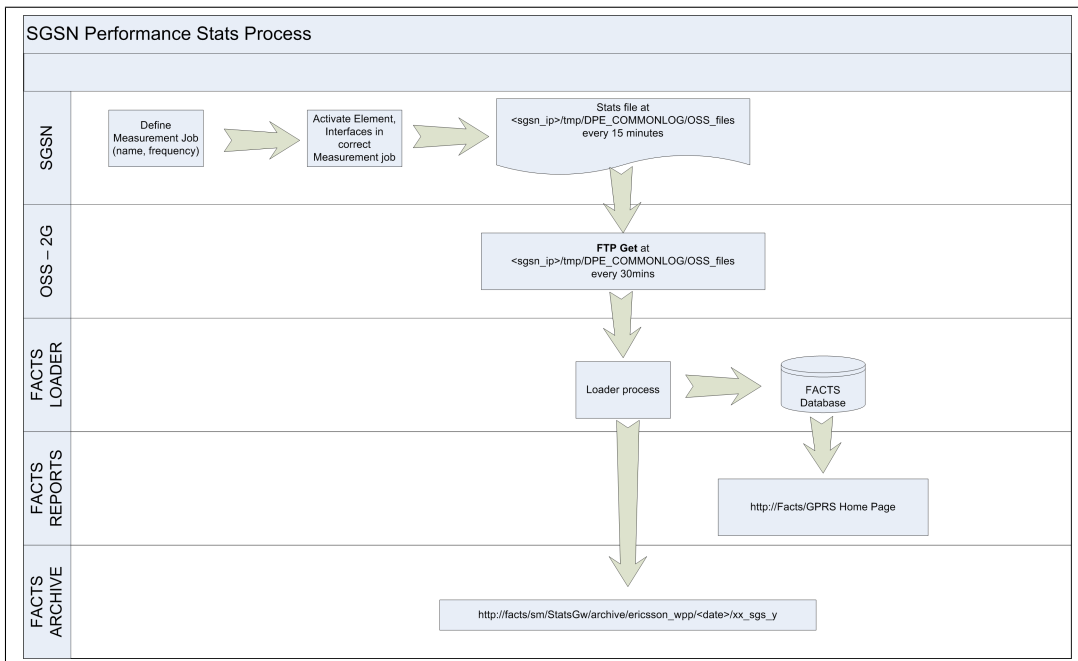 SGSN Performance Stats Process
SGSN
Define
Measurement Job
(name, frequency)
Activate Element,
Interfaces in
correct
Measurement job
Stats file at
<sgsn_ip>/tmp/DPE_COMMONLOG/OSS_files
every 15 minutes
OSS – 2G
FTP Get at
<sgsn_ip>/tmp/DPE_COMMONLOG/OSS_files
every 30mins
FACTS
LOADER
Loader process
FACTS
Database
FACTS
REPORTS
http://Facts/GPRS Home Page
FACTS
ARCHIVE
http://facts/sm/StatsGw/archive/ericsson_wpp/<date>/xx_sgs_y